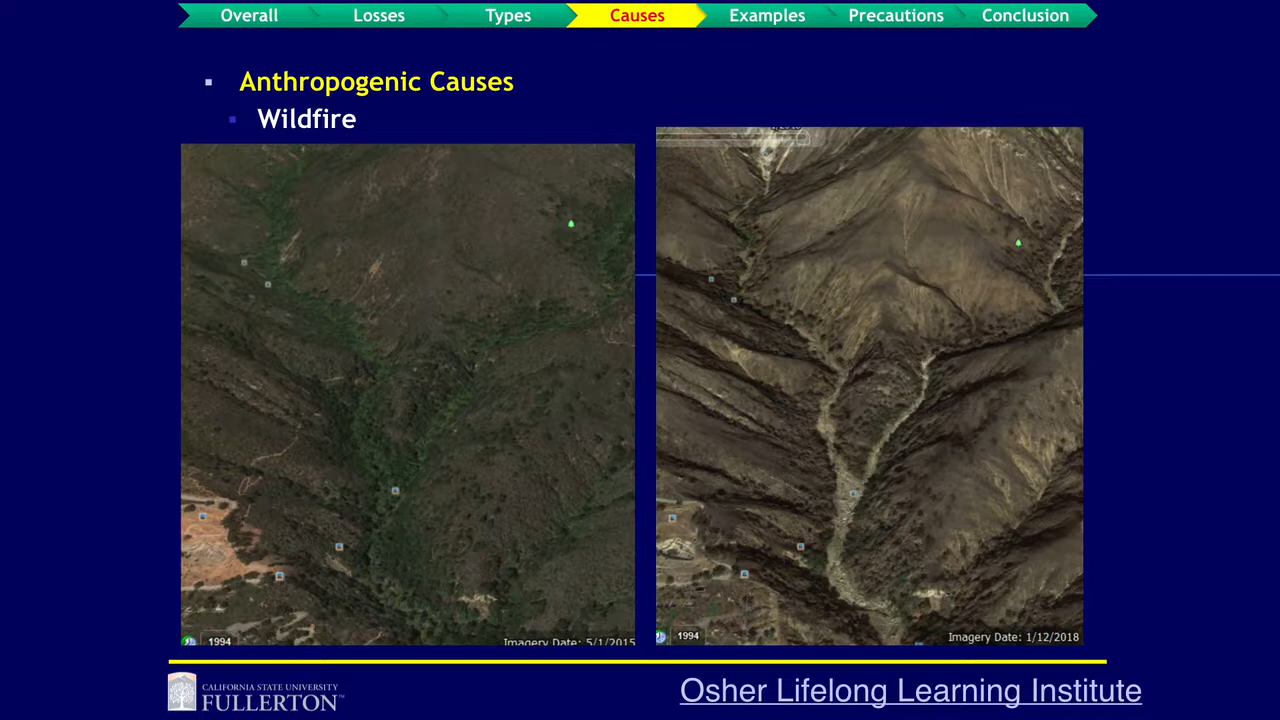 Overall
Losses
Types
Causes
Examples
Precautions
Conclusion
Anthropogenic Causes
Wildfire
1994
Imagery Date: 5/1/2015
1994
Imagery Date: 1/12/2018
CALIFORNIA STATE UNIVERSITY
FULLERTON™
Osher Lifelong Learning Institute